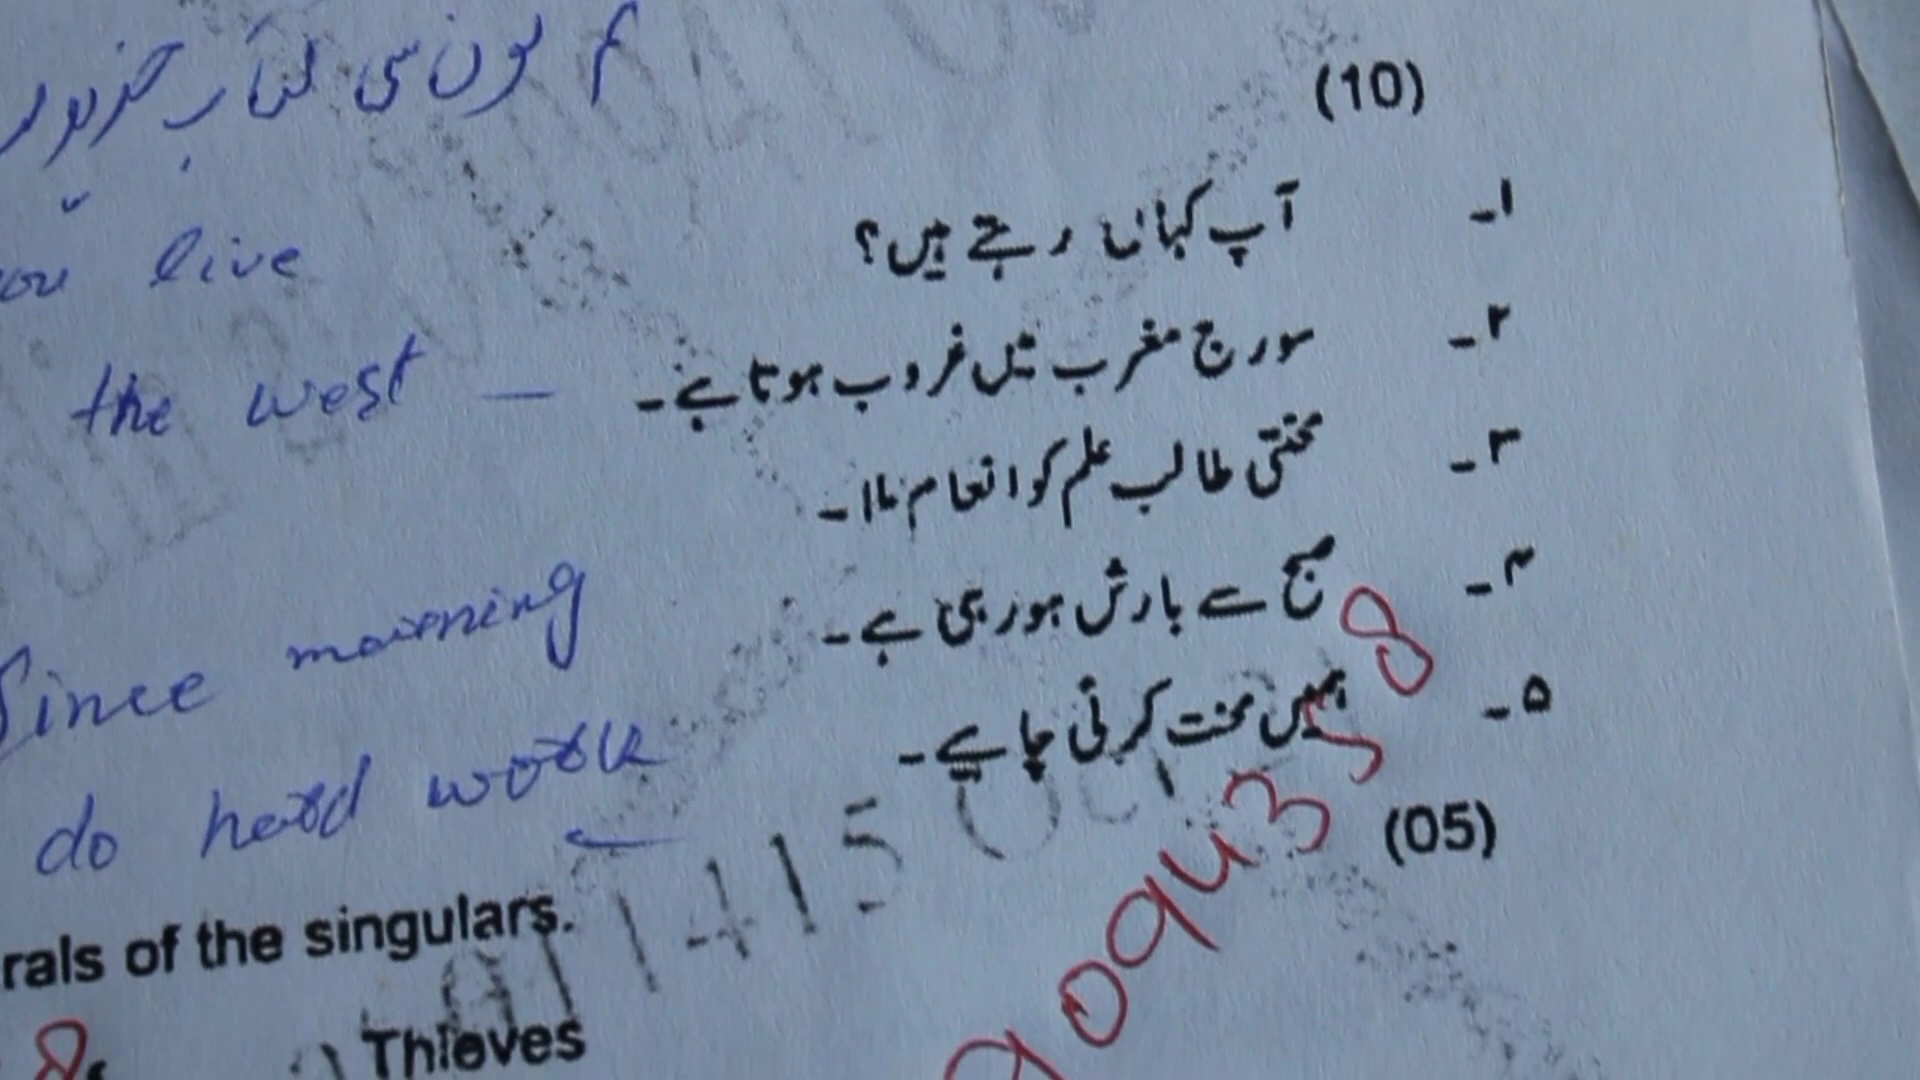 تم کون سی کتاب
(10)
۱۔ آپ کہاں رہتے ہیں؟
live
۲۔ سورج مغرب میں غروب ہوتا ہے۔
the west —
۳۔ محنتی طالب علم کو انعام ملا۔
۴۔ صبح سے بارش ہو رہی ہے۔
Since morning
۵۔ ہمیں محنت کرنی چاہیے۔
do hard work
(05)
rals of the singulars.
Thieves